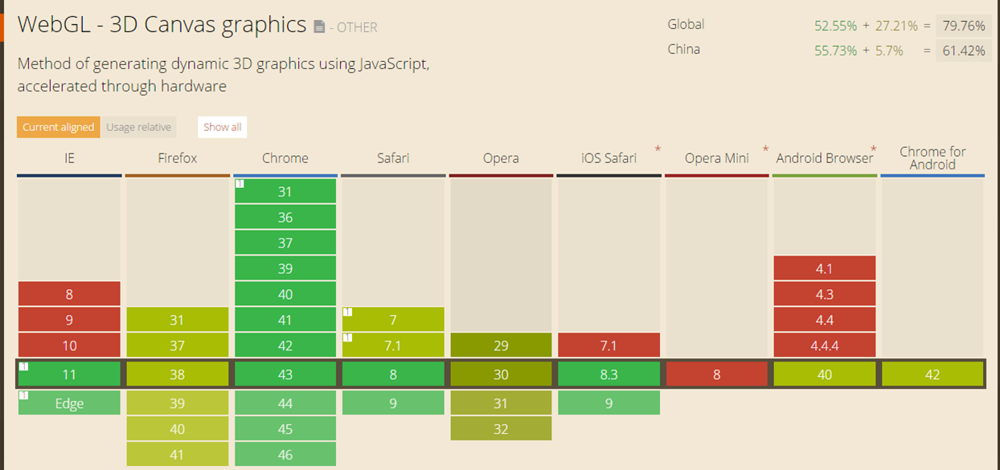 WebGL - 3D Canvas graphics - OTHER
Method of generating dynamic 3D graphics using JavaScript,
accelerated through hardware
Global 52.55% + 27.21% = 79.76%
China 55.73% + 5.7% = 61.42%
Current aligned Usage relative Show all
IE Firefox Chrome Safari Opera iOS Safari * Opera Mini * Android Browser * Chrome for Android
1 31
36
37
39 4.1
8 40 4.3
9 31 41 1 7 4.4
10 37 42 1 7.1 29 7.1 4.4.4
1 11 38 43 8 30 8.3 8 40 42
1 Edge 39 44 9 31 9
40 45 32
41 46